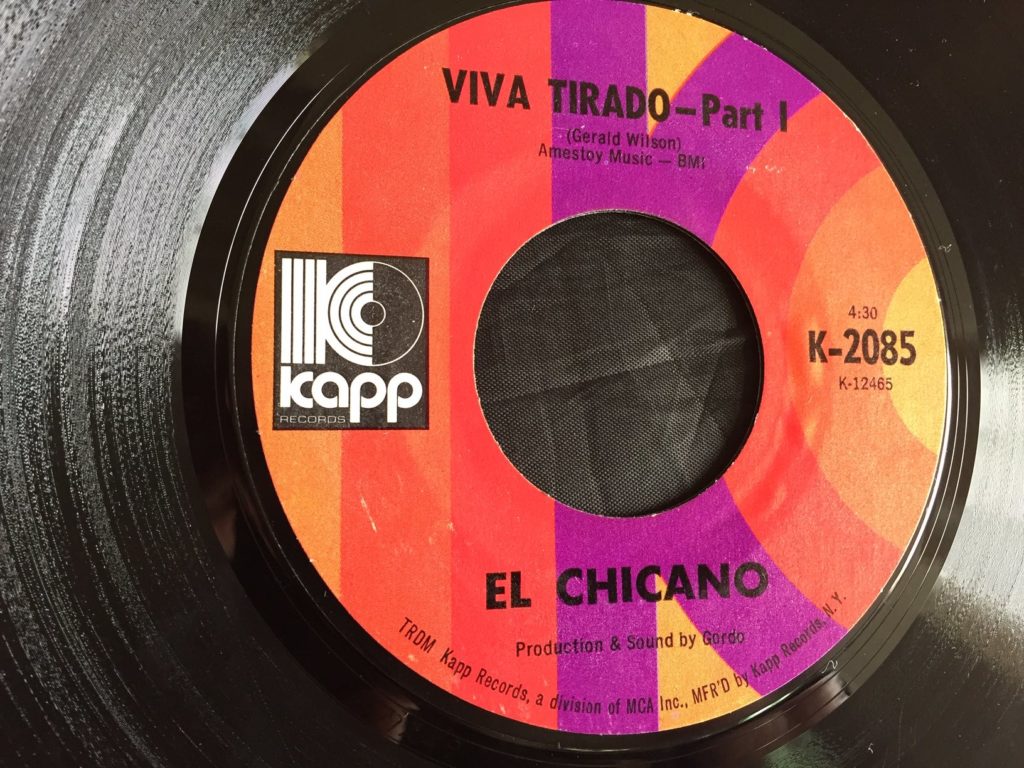 VIVA TIRADO—Part I
(Gerald Wilson)
Amestoy Music — BMI
K
kapp
RECORDS
4:30
K-2085
K-12465
EL CHICANO
Production & Sound by Gordo
TRDM Kapp Records, a division of MCA Inc., MFR'D by Kapp Records, N. Y.